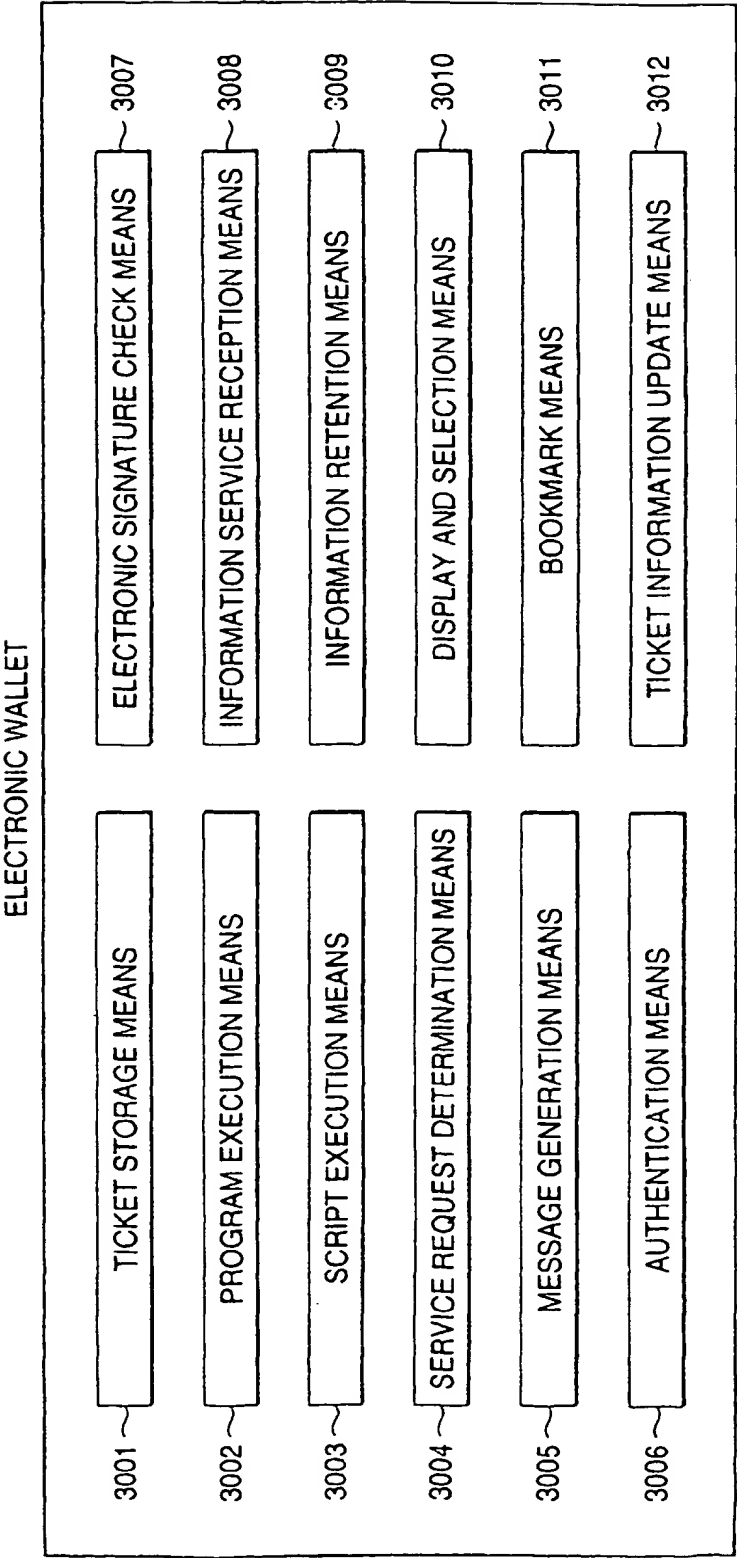 ELECTRONIC WALLET
3001 TICKET STORAGE MEANS
3002 PROGRAM EXECUTION MEANS
3003 SCRIPT EXECUTION MEANS
3004 SERVICE REQUEST DETERMINATION MEANS
3005 MESSAGE GENERATION MEANS
3006 AUTHENTICATION MEANS
ELECTRONIC SIGNATURE CHECK MEANS 3007
INFORMATION SERVICE RECEPTION MEANS 3008
INFORMATION RETENTION MEANS 3009
DISPLAY AND SELECTION MEANS 3010
BOOKMARK MEANS 3011
TICKET INFORMATION UPDATE MEANS 3012